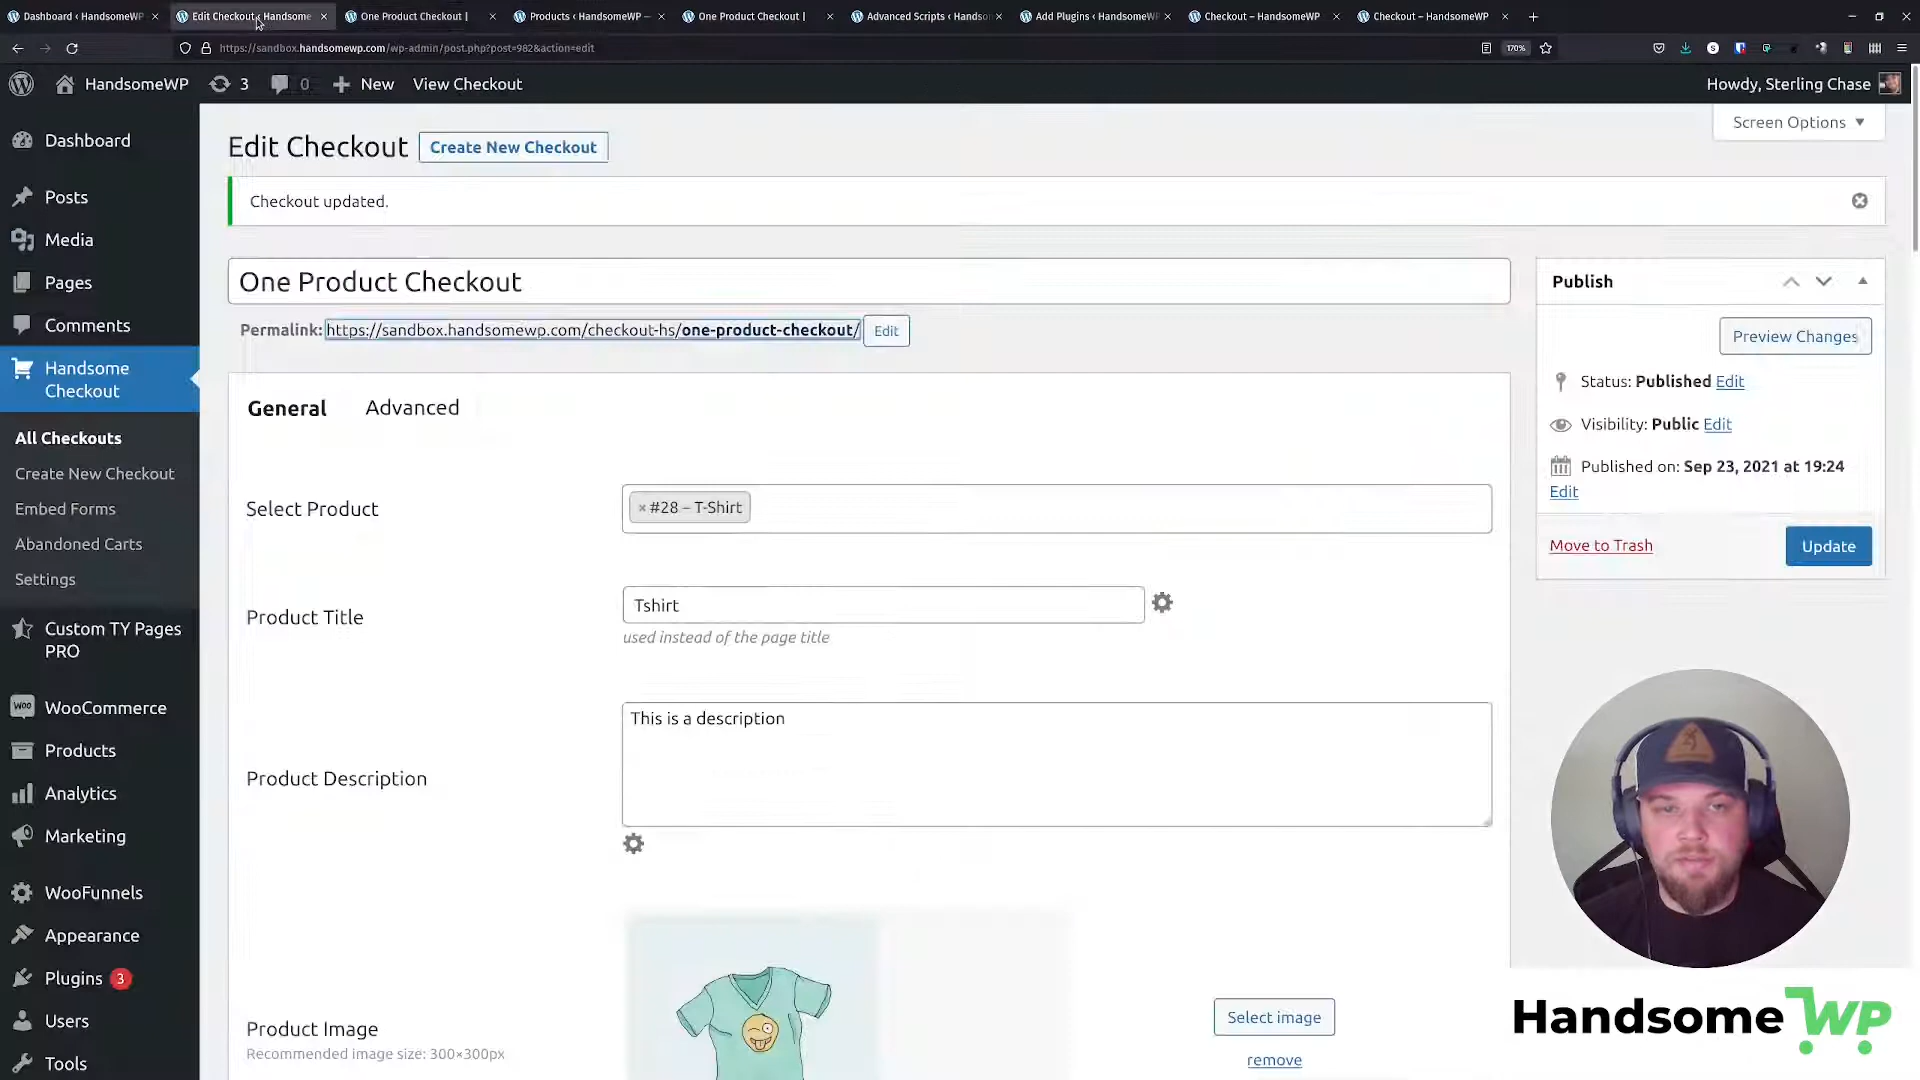 Dashboard ‹ HandsomeWP
Edit Checkout ‹ Handsome
One Product Checkout |
Products ‹ HandsomeWP —
One Product Checkout |
Advanced Scripts ‹ Handso
Add Plugins ‹ HandsomeWP
Checkout – HandsomeWP
Checkout – HandsomeWP
https://sandbox.handsomewp.com/wp-admin/post.php?post=982&action=edit
170%
HandsomeWP
3
0
New
View Checkout
Howdy, Sterling Chase
Screen Options
Dashboard
Posts
Media
Pages
Comments
Handsome
Checkout
All Checkouts
Create New Checkout
Embed Forms
Abandoned Carts
Settings
Custom TY Pages
PRO
Woo
WooCommerce
Products
Analytics
Marketing
WooFunnels
Appearance
Plugins 3
Users
Tools
Edit Checkout
Create New Checkout
Checkout updated.
One Product Checkout
Permalink: https://sandbox.handsomewp.com/checkout-hs/one-product-checkout/
Edit
General
Advanced
Select Product
× #28 – T-Shirt
Product Title
Tshirt
used instead of the page title
Product Description
This is a description
Product Image
Recommended image size: 300×300px
Select image
remove
Publish
Preview Changes
Status: Published Edit
Visibility: Public Edit
Published on: Sep 23, 2021 at 19:24
Edit
Move to Trash
Update
HandsomeWP